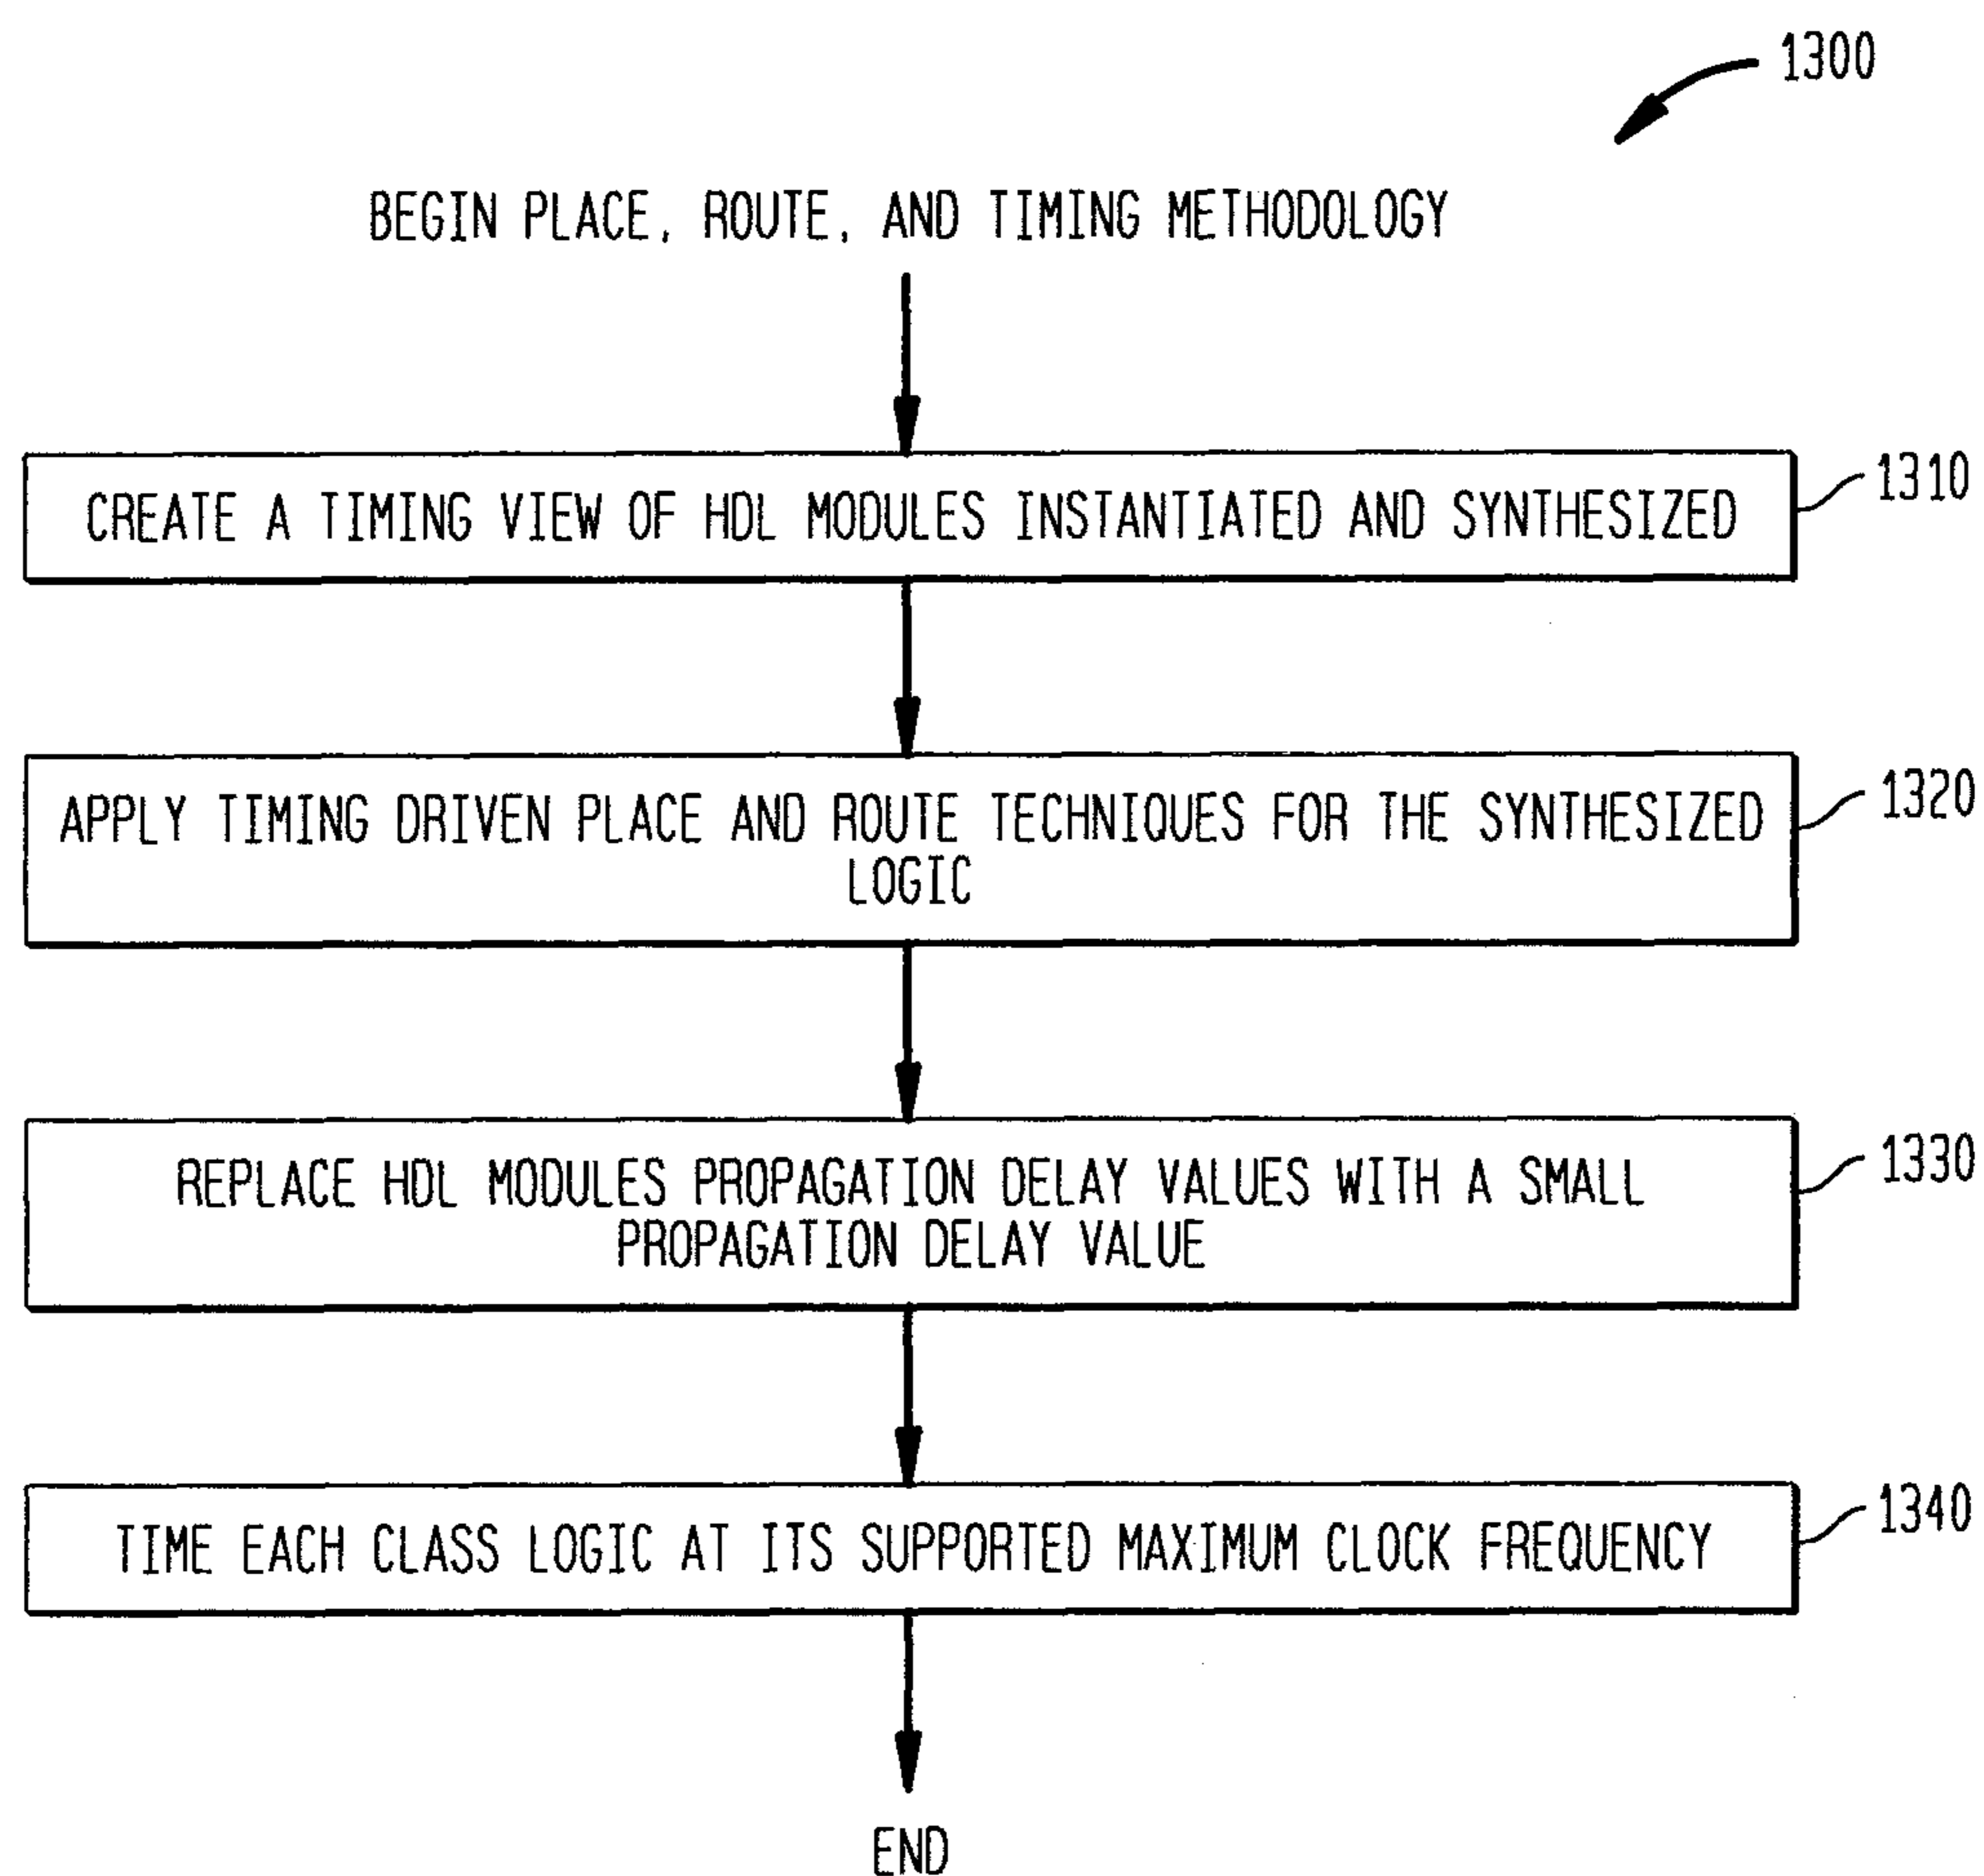 1300
BEGIN PLACE, ROUTE, AND TIMING METHODOLOGY
CREATE A TIMING VIEW OF HDL MODULES INSTANTIATED AND SYNTHESIZED
1310
APPLY TIMING DRIVEN PLACE AND ROUTE TECHNIQUES FOR THE SYNTHESIZED
LOGIC
1320
REPLACE HDL MODULES PROPAGATION DELAY VALUES WITH A SMALL
PROPAGATION DELAY VALUE
1330
TIME EACH CLASS LOGIC AT ITS SUPPORTED MAXIMUM CLOCK FREQUENCY
1340
END